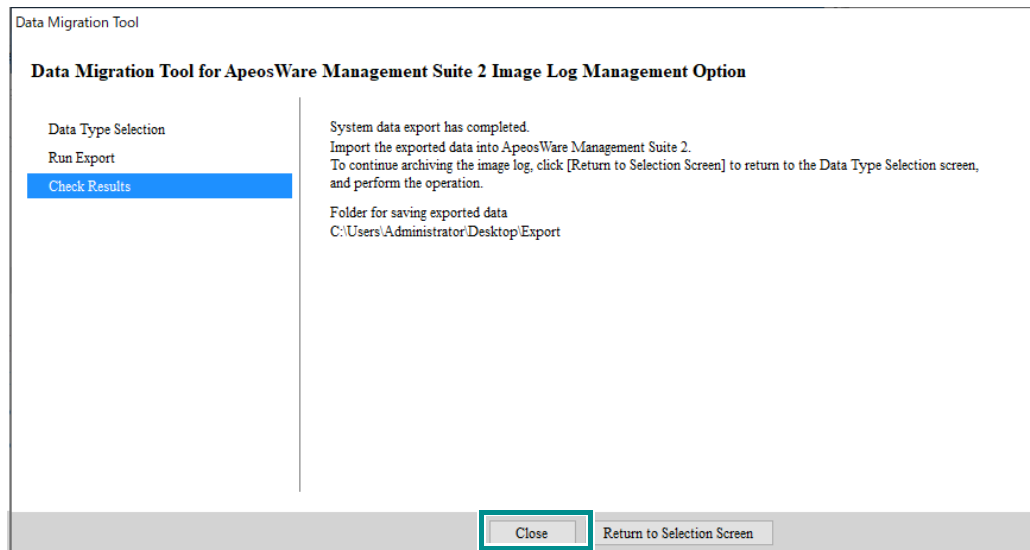 Data Migration Tool
Data Migration Tool for ApeosWare Management Suite 2 Image Log Management Option
Data Type Selection
Run Export
Check Results
System data export has completed.
Import the exported data into ApeosWare Management Suite 2.
To continue archiving the image log, click [Return to Selection Screen] to return to the Data Type Selection screen,
and perform the operation.
Folder for saving exported data
C:\Users\Administrator\Desktop\Export
Close
Return to Selection Screen